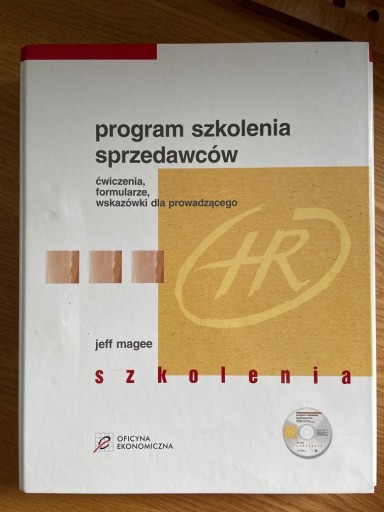 program szkolenia
sprzedawców
ćwiczenia,
formularze,
wskazówki dla prowadzącego
HR
jeff magee
szkolenia
OFICYNA
EKONOMICZNA